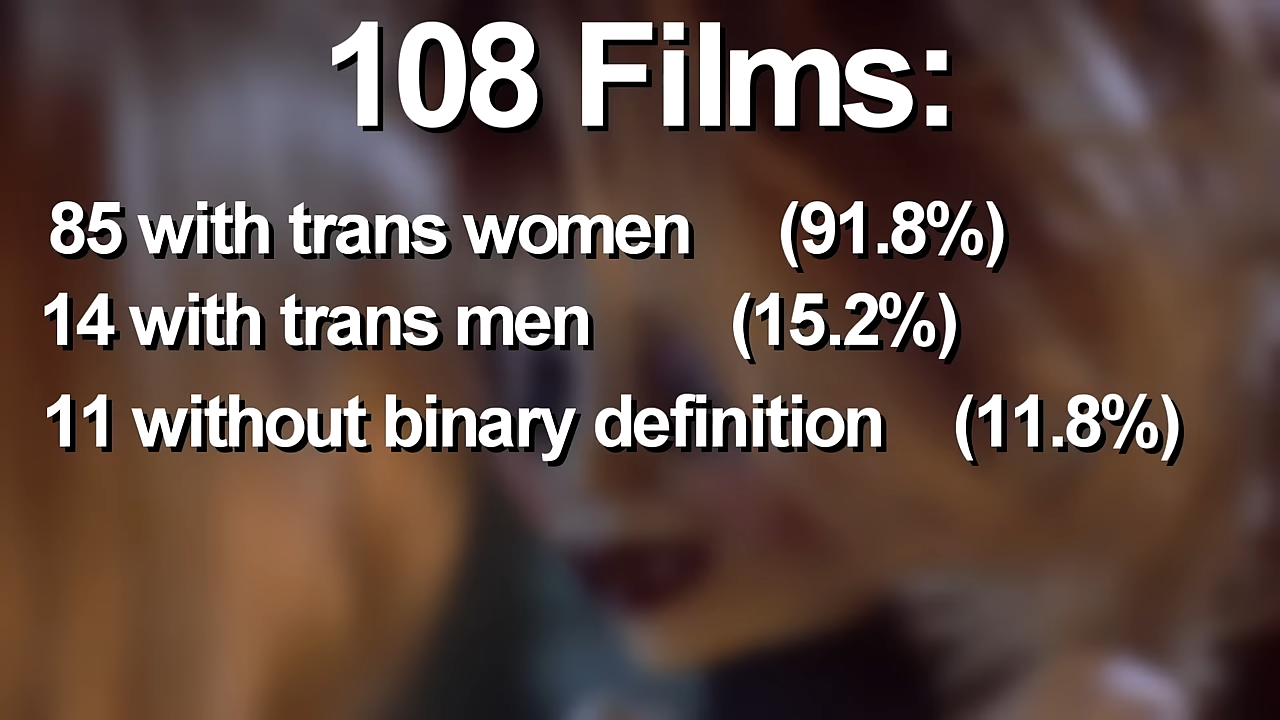 108 Films:
85 with trans women (91.8%)
14 with trans men (15.2%)
11 without binary definition (11.8%)